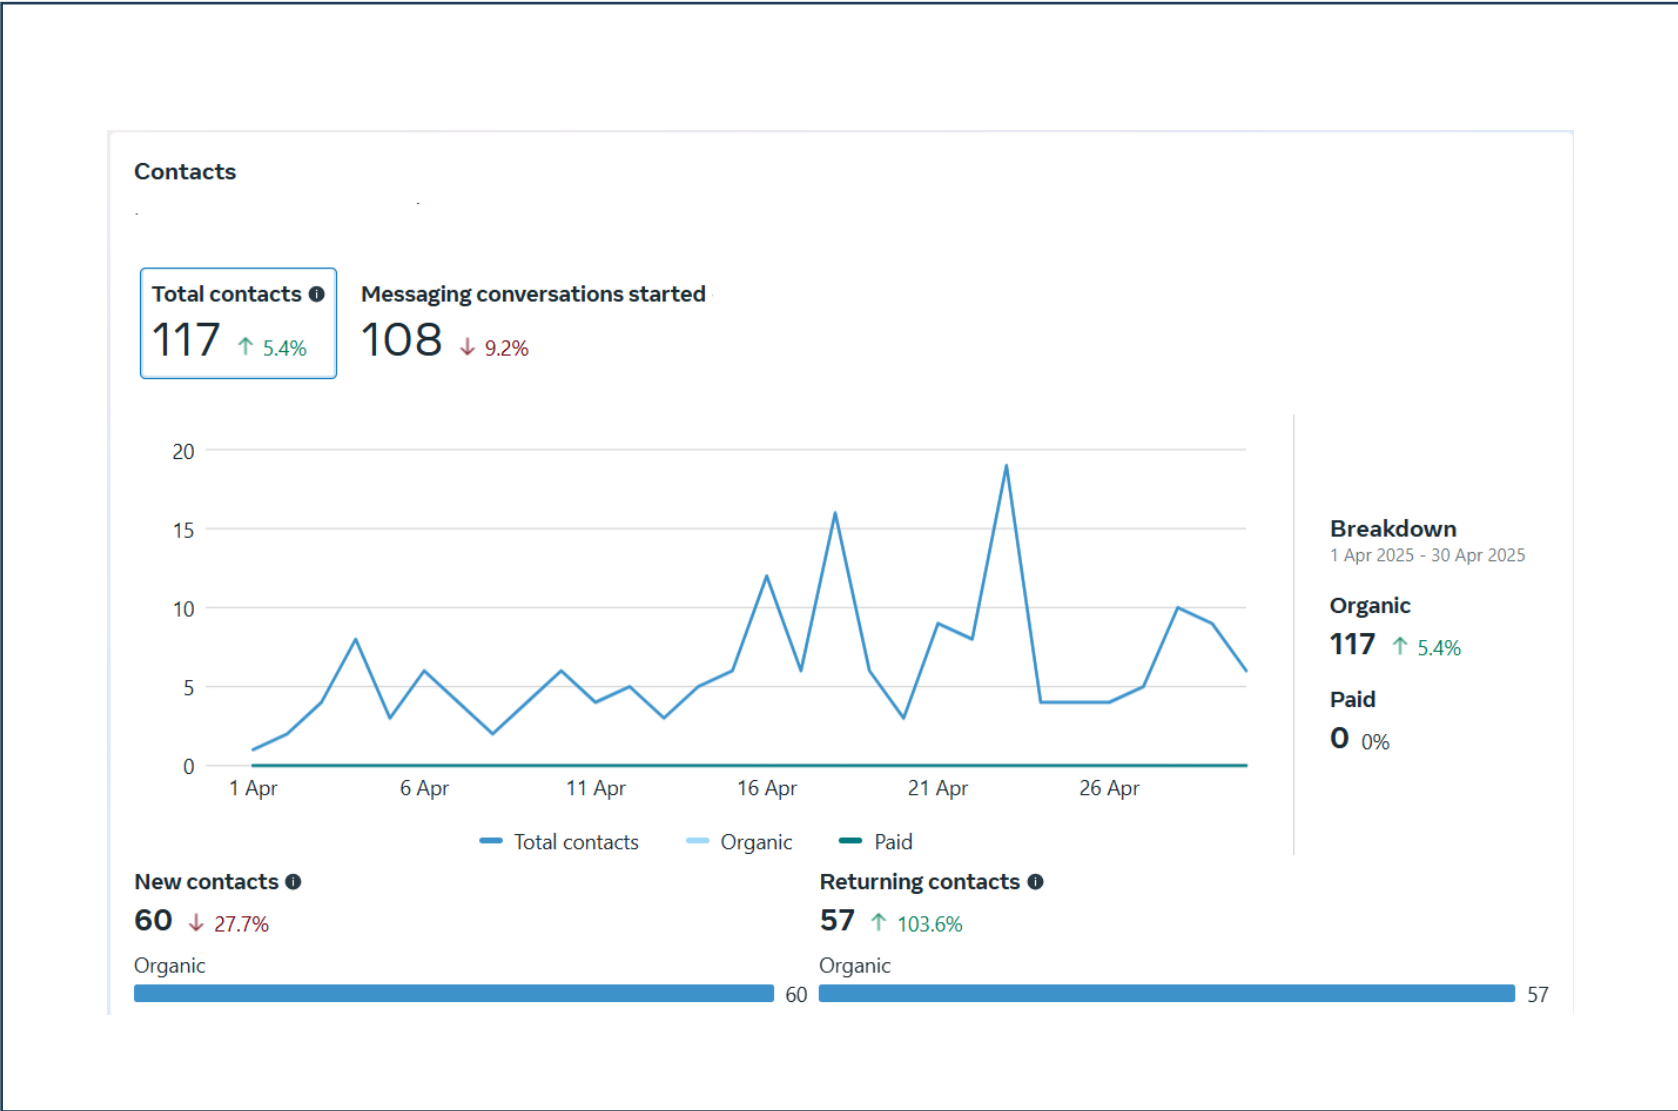 Contacts
Total contacts
117 ↑ 5.4%
Messaging conversations started
108 ↓ 9.2%
20
15
10
5
0
1 Apr 6 Apr 11 Apr 16 Apr 21 Apr 26 Apr
Total contacts Organic Paid
Breakdown
1 Apr 2025 - 30 Apr 2025
Organic
117 ↑ 5.4%
Paid
0 0%
New contacts
60 ↓ 27.7%
Organic
60
Returning contacts
57 ↑ 103.6%
Organic
57